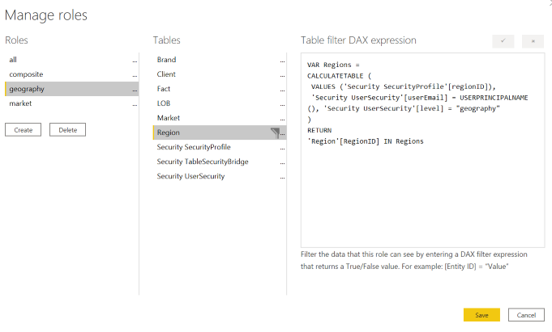 Manage roles
Roles
all ...
composite ...
geography ...
market ...
Create Delete
Tables
Brand ...
Client ...
Fact ...
LOB ...
Market ...
Region ...
Security SecurityProfile ...
Security TableSecurityBridge ...
Security UserSecurity ...
Table filter DAX expression
VAR Regions =
CALCULATETABLE (
VALUES ('Security SecurityProfile'[regionID]),
'Security UserSecurity'[userEmail] = USERPRINCIPALNAME
(), 'Security UserSecurity'[level] = "geography"
)
RETURN
'Region'[RegionID] IN Regions
Filter the data that this role can see by entering a DAX filter expression
that returns a True/False value. For example: [Entity ID] = "Value"
Save Cancel